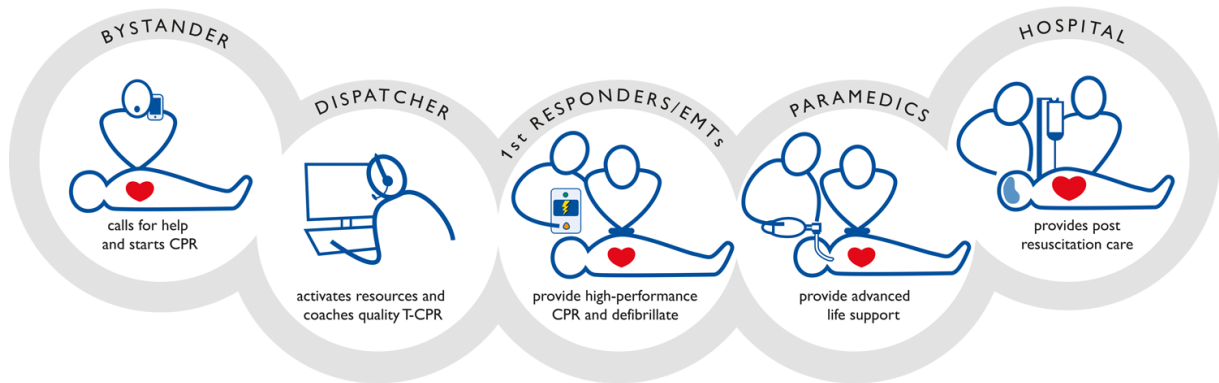 BYSTANDER
calls for help
and starts CPR
DISPATCHER
activates resources and
coaches quality T-CPR
1st RESPONDERS/EMTs
provide high-performance
CPR and defibrillate
PARAMEDICS
provide advanced
life support
HOSPITAL
provides post
resuscitation care